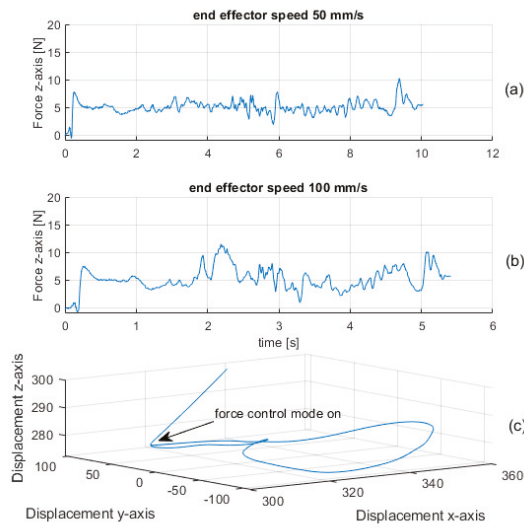 end effector speed 50 mm/s
20
15
10
5
0
Force z-axis [N]
0 2 4 6 8 10 12
(a)
end effector speed 100 mm/s
20
15
10
5
0
Force z-axis [N]
0 1 2 3 4 5 6
time [s]
(b)
Displacement z-axis
300
290
280
force control mode on
(c)
100 50 0 -50 -100
300 320 340 360
Displacement y-axis
Displacement x-axis